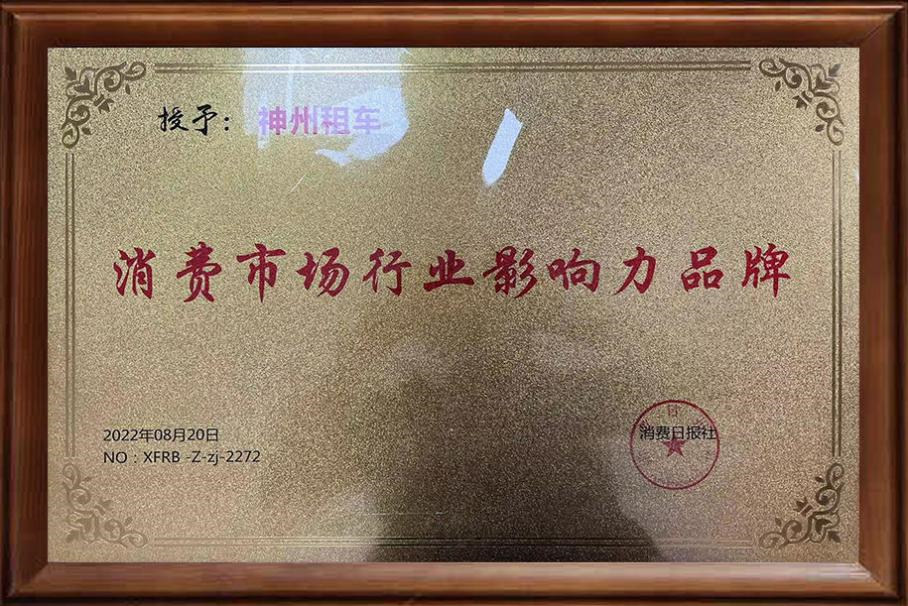 授予：神州租车
消费市场行业影响力品牌
2022年08月20日
NO：XFRB -Z-zj-2272
消费日报社